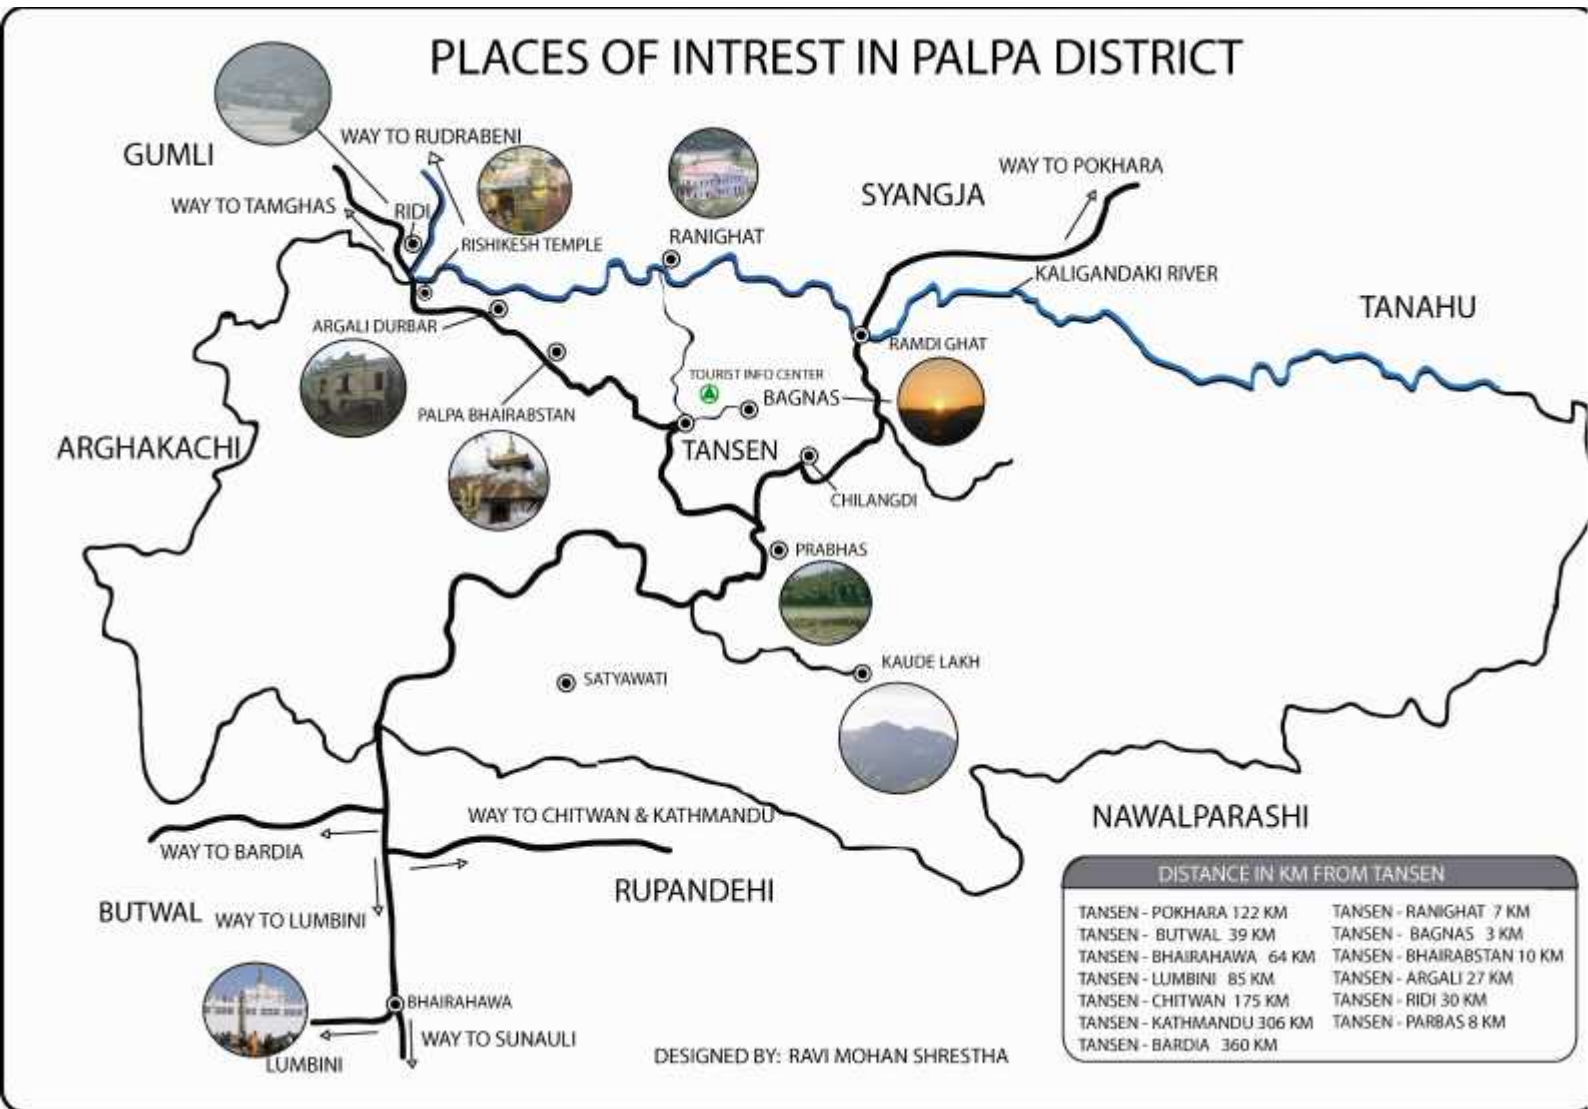 PLACES OF INTREST IN PALPA DISTRICT
WAY TO RUDRABENI
GUMLI
WAY TO POKHARA
SYANGJA
WAY TO TAMGHAS
RIDI
RISHIKESH TEMPLE
RANIGHAT
KALIGANDAKI RIVER
TANAHU
ARGALI DURBAR
RAMDI GHAT
TOURIST INFO CENTER
BAGNAS
PALPA BHAIRABSTAN
ARGHAKACHI
TANSEN
CHILANGDI
PRABHAS
KAUDE LAKH
SATYAWATI
WAY TO CHITWAN & KATHMANDU
NAWALPARASHI
WAY TO BARDIA
RUPANDEHI
BUTWAL
WAY TO LUMBINI
BHAIRAHAWA
WAY TO SUNAULI
LUMBINI
DESIGNED BY: RAVI MOHAN SHRESTHA
DISTANCE IN KM FROM TANSEN
TANSEN - POKHARA 122 KM
TANSEN - BUTWAL 39 KM
TANSEN - BHAIRAHAWA 64 KM
TANSEN - LUMBINI 85 KM
TANSEN - CHITWAN 175 KM
TANSEN - KATHMANDU 306 KM
TANSEN - BARDIA 360 KM
TANSEN - RANIGHAT 7 KM
TANSEN - BAGNAS 3 KM
TANSEN - BHAIRABSTAN 10 KM
TANSEN - ARGALI 27 KM
TANSEN - RIDI 30 KM
TANSEN - PARBAS 8 KM